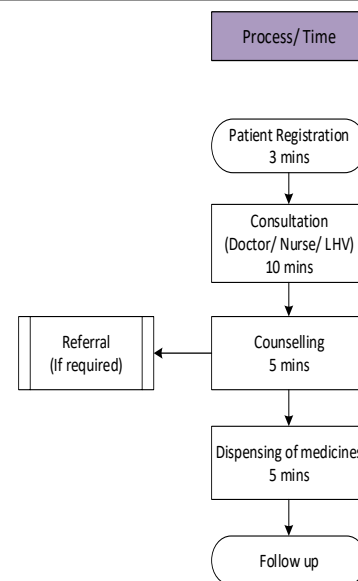 Process/ Time
Patient Registration
3 mins
Consultation
(Doctor/ Nurse/ LHV)
10 mins
Referral
(If required)
Counselling
5 mins
Dispensing of medicines
5 mins
Follow up